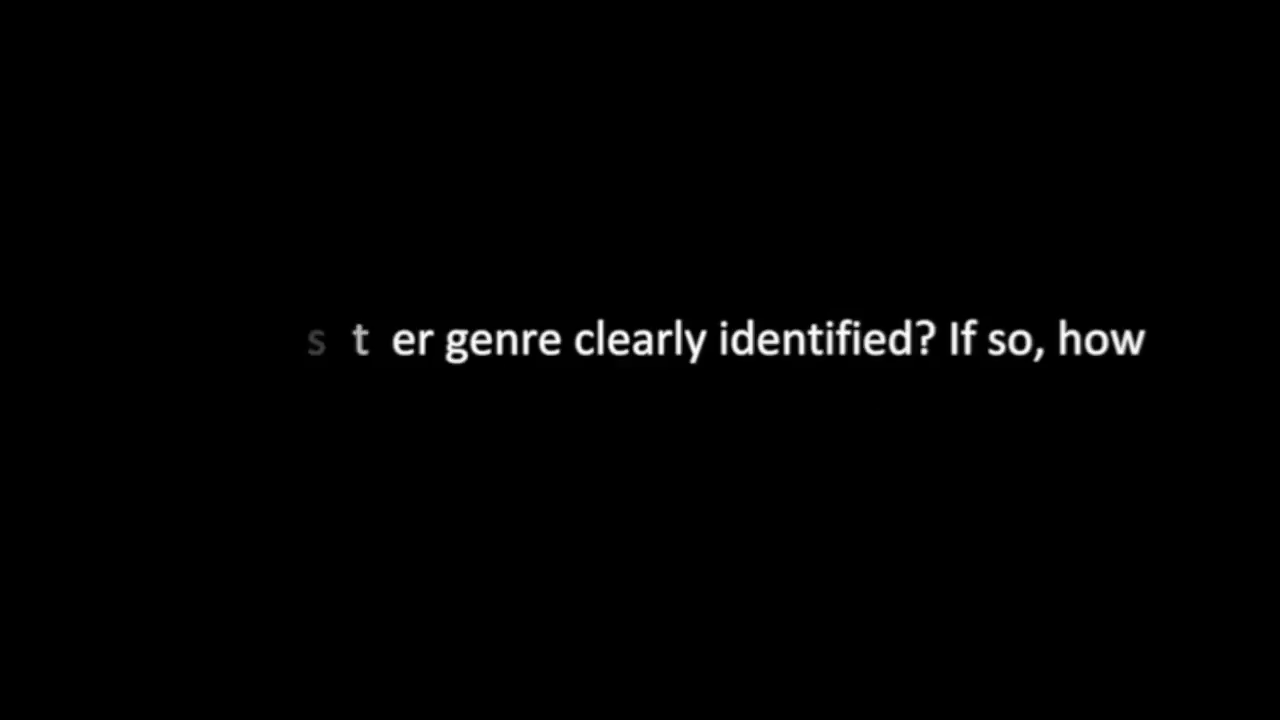 s t er genre clearly identified? If so, how